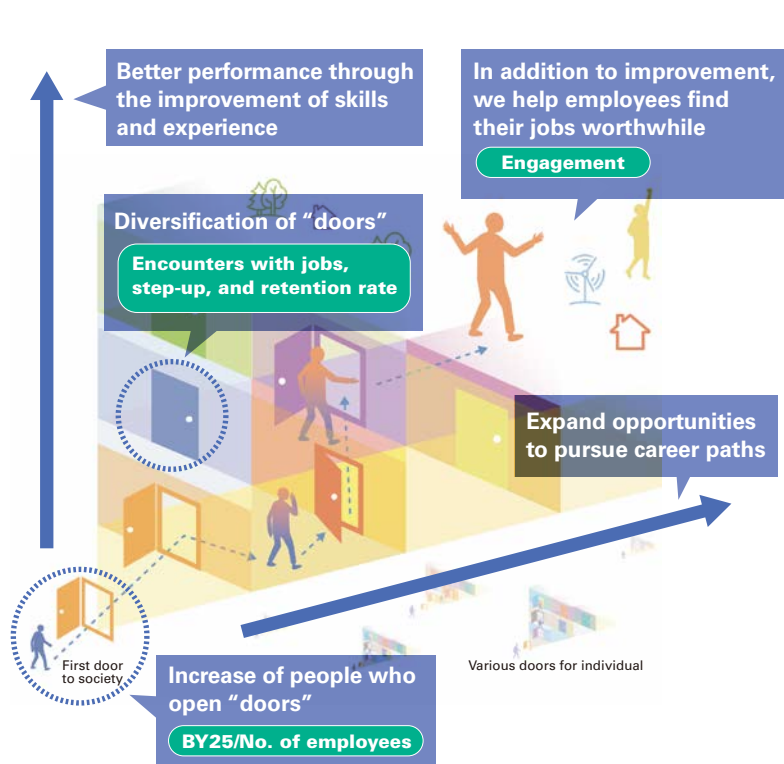 Better performance through
the improvement of skills
and experience
In addition to improvement,
we help employees find
their jobs worthwhile
Engagement
Diversification of “doors”
Encounters with jobs,
step-up, and retention rate
Expand opportunities
to pursue career paths
First door
to society
Various doors for individual
Increase of people who
open “doors”
BY25/No. of employees